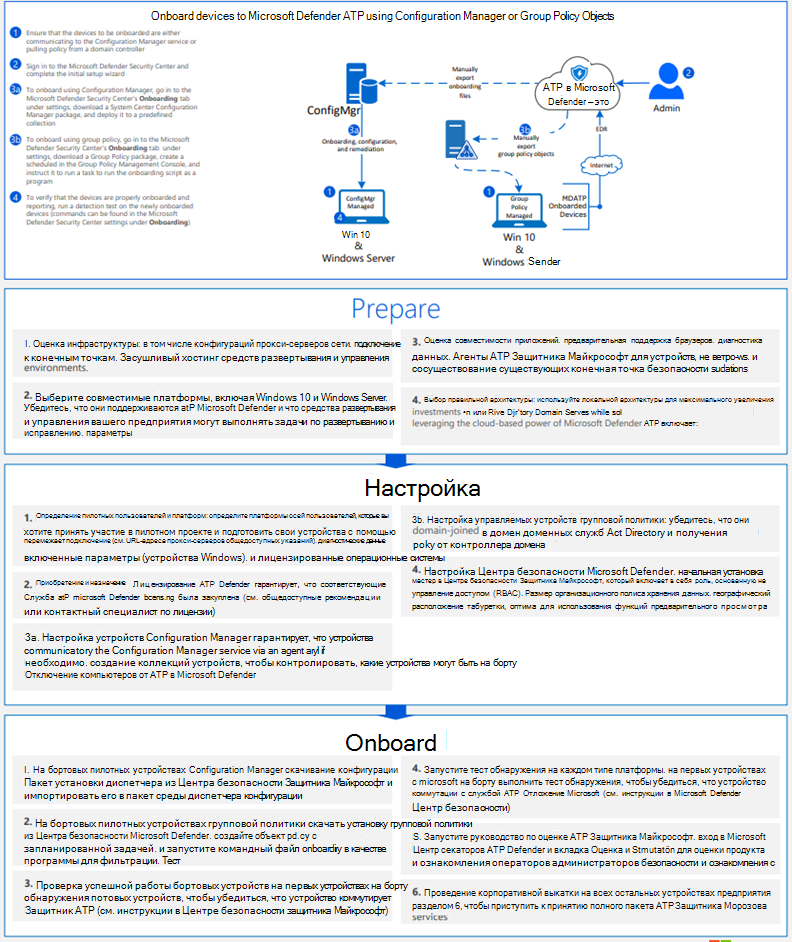 Onboard devices to Microsoft Defender ATP using Configuration Manager or Group Policy Objects
1 Ensure that the devices to be onboarded are either
communicating to the Configuration Manager service or
pulling policy from a domain controller
2 Sign in to the Microsoft Defender Security Center and
complete the initial setup wizard
3a To onboard using Configuration Manager, go in to the
Microsoft Defender Security Center's Onboarding tab
under settings, download a System Center Configuration
Manager package, and deploy it to a predefined
collection
3b To onboard using group policy, go in to the Microsoft
Defender Security Center's Onboarding tab under
settings, download a Group Policy package, create a
scheduled in the Group Policy Management Console, and
instruct it to run a task to run the onboarding script as a
program
4 To verify that the devices are properly onboarded and
reporting, run a detection test on the newly onboarded
devices (commands can be found in the Microsoft
Defender Security Center settings under Onboarding)
ConfigMgr
Manually
export
onboarding
files
ATP в Microsoft
Defender – это
2
Admin
3a
Onboarding, configuration,
and remediation
3b
Manually
export
group policy objects
EDR
Internet
1
ConfigMgr
Managed
4
Win 10
&
Windows Server
1
Group
Policy
Managed
MDATP
Onboarded
Devices
Win 10
&
Windows Sender
Prepare
I. Оценка инфраструктуры: в том числе конфигураций прокси-серверов сети. подключение
к конечным точкам. Засушливый хостинг средств развертывания и управления
environments.
2. Выберите совместимые платформы, включая Windows 10 и Windows Server.
Убедитесь, что они поддерживаются atP Microsoft Defender и что средства развертывания
и управления вашего предприятия могут выполнять задачи по развертыванию и
исправлению. параметры
3. Оценка совместимости приложений. предварительная поддержка браузеров. диагностика
данных. Агенты ATP Защитника Майкрософт для устройств, не ветро-ws. и
сосуществование существующих конечная точка безопасности sudations
4. Выбор правильной архитектуры: используйте локальной архитектуры для максимального увеличения
investments •n или Rive Djr'tory Domain Serves while sol
leveraging the cloud-based power of Microsoft Defender ATP включает:
Настройка
1. Определение пилотных пользователей и платформ: определите платформы осей пользователей, которые вы
хотите принять участие в пилотном проекте и подготовить свои устройства с помощью
перемежает подключение (см. URL-адреса прокси-серверов общедоступных указаний). диагностические данные
включенные параметры (устройства Windows). и лицензированные операционные системы
2. Приобретение и назначение Лицензирование ATP Defender гарантирует, что соответствующие
Служба atP microsoft Defender bcens.ng была закуплена (см. общедоступные рекомендации
или контактный специалист по лицензии)
3a. Настройка устройств Configuration Manager гарантирует, что устройства
communicatory the Configuration Manager service via an agent aryl if
необходимо. создание коллекций устройств, чтобы контролировать, какие устройства могут быть на борту
Отключение компьютеров от ATP в Microsoft Defender
3b. Настройка управляемых устройств групповой политики: убедитесь, что они
domain-joined в домен доменных служб Act Directory и получения
poky от контроллера домена
4. Настройка Центра безопасности Microsoft Defender. начальная установка
мастер в Центре безопасности Защитника Майкрософт, который включает в себя роль, основанную на
управление доступом (RBAC). Размер организационного полиса хранения данных. географический
расположение табуретки, оптима для использования функций предварительного просмотра
Onboard
I. На бортовых пилотных устройствах Configuration Manager скачивание конфигурации
Пакет установки диспетчера из Центра безопасности Защитника Майкрософт и
импортировать его в пакет среды диспетчера конфигурации
2. На бортовых пилотных устройствах групповой политики скачать установку групповой политики
из Центра безопасности Microsoft Defender. создайте объект pd.cy с
запланированной задачей. и запустите командный файл onboardiry в качестве
программы для фильтрации. Тест
3. Проверка успешной работы бортовых устройств на первых устройствах на борту
обнаружения потовых устройств, чтобы убедиться, что устройство коммутирует
Защитник ATP (см. инструкции в Центре безопасности защитника Майкрософт)
4. Запустите тест обнаружения на каждом типе платформы. на первых устройствах
с microsoft на борту выполнить тест обнаружения, чтобы убедиться, что устройство
коммутации с службой ATP Отложение Microsoft (см. инструкции в Microsoft Defender
Центр безопасности)
S. Запустите руководство по оценке ATP Защитника Майкрософт. вход в Microsoft
Центр секаторов ATP Defender и вкладка Оценка и Stmutatön для оценки продукта
и ознакомления операторов администраторов безопасности и ознакомления с
6. Проведение корпоративной выкатки на всех остальных устройствах предприятия
разделом 6, чтобы приступить к принятию полного пакета ATP Защитника Морозова
services